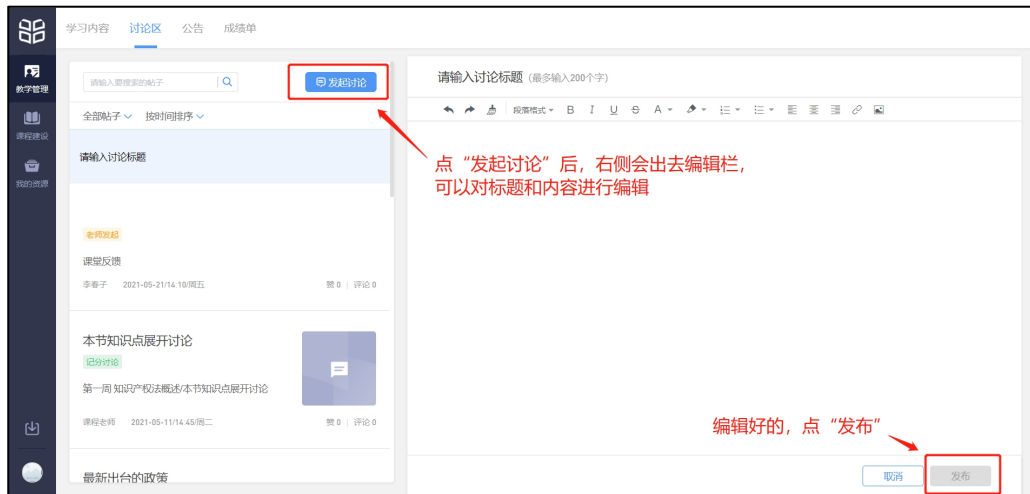 学习内容 讨论区 公告 成绩单
教学管理
课程建设
我的资源
请输入要搜索的帖子
发起讨论
全部帖子 按时间排序
请输入讨论标题
老师发起
课堂反馈
李春子 2021-05-21/14:10/周五 赞 0 | 评论 0
本节知识点展开讨论
记分讨论
第一周 知识产权法概述/本节知识点展开讨论
课程老师 2021-05-11/14:45/周二 赞 0 | 评论 0
最新出台的政策
请输入讨论标题 (最多输入200个字)
段落格式 B I U S A
点“发起讨论”后，右侧会出去编辑栏，
可以对标题和内容进行编辑
编辑好的，点“发布”
取消 发布